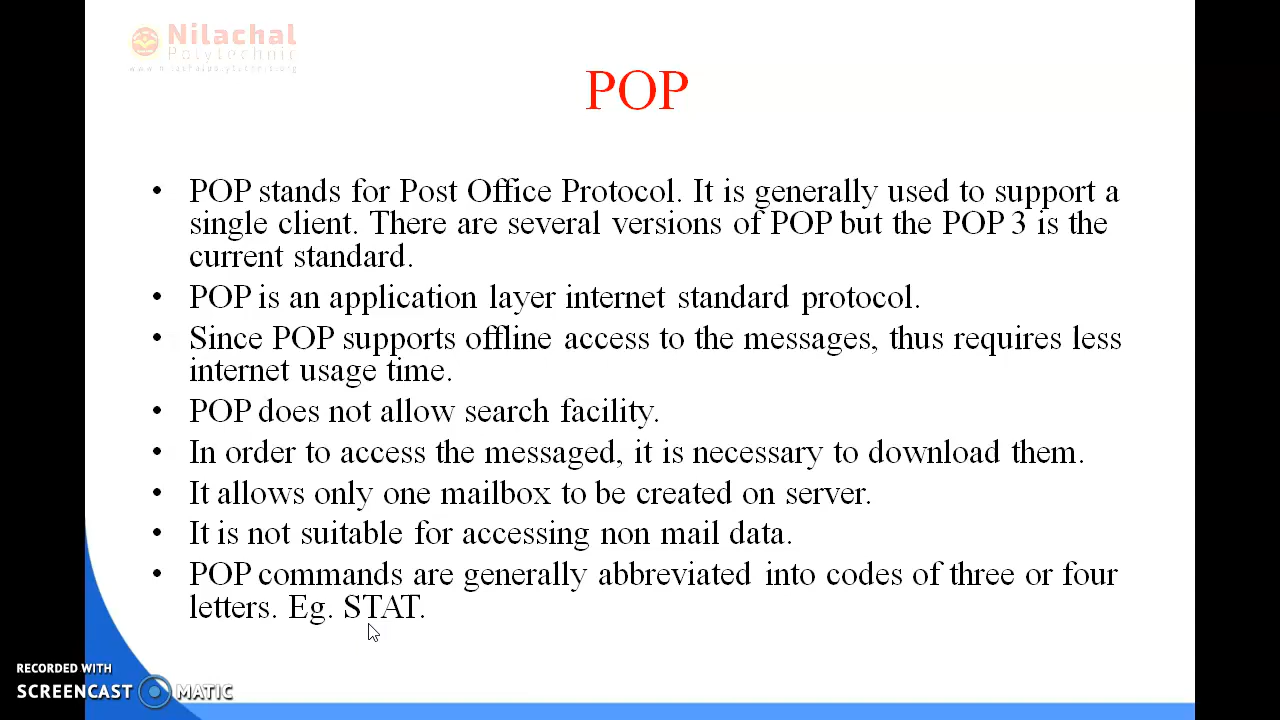 Nilachal
Polytechnic
www.nilachalpolytechnic.org
POP
• POP stands for Post Office Protocol. It is generally used to support a
single client. There are several versions of POP but the POP 3 is the
current standard.
• POP is an application layer internet standard protocol.
• Since POP supports offline access to the messages, thus requires less
internet usage time.
• POP does not allow search facility.
• In order to access the messaged, it is necessary to download them.
• It allows only one mailbox to be created on server.
• It is not suitable for accessing non mail data.
• POP commands are generally abbreviated into codes of three or four
letters. Eg. STAT.
RECORDED WITH
SCREENCAST MATIC